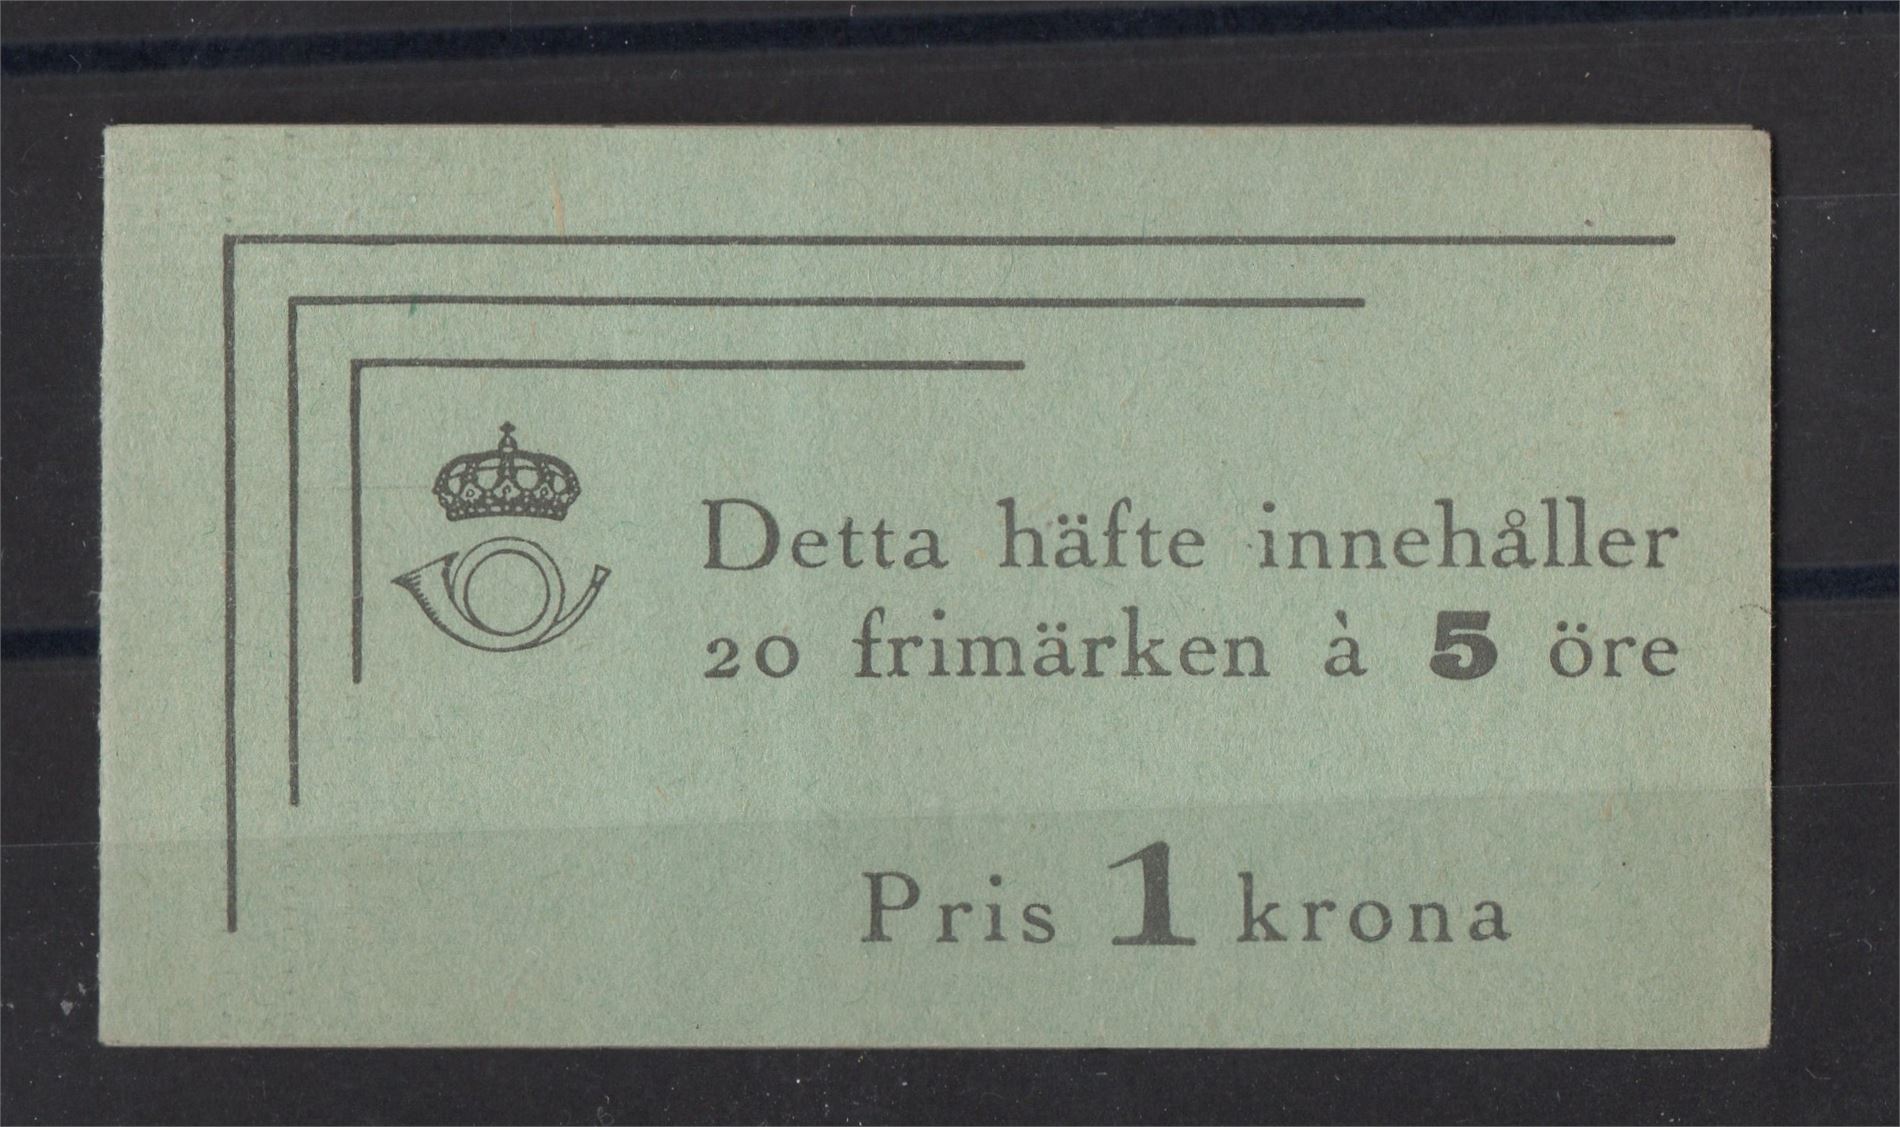 Detta häfte innehåller
20 frimärken à 5 öre
Pris 1 krona